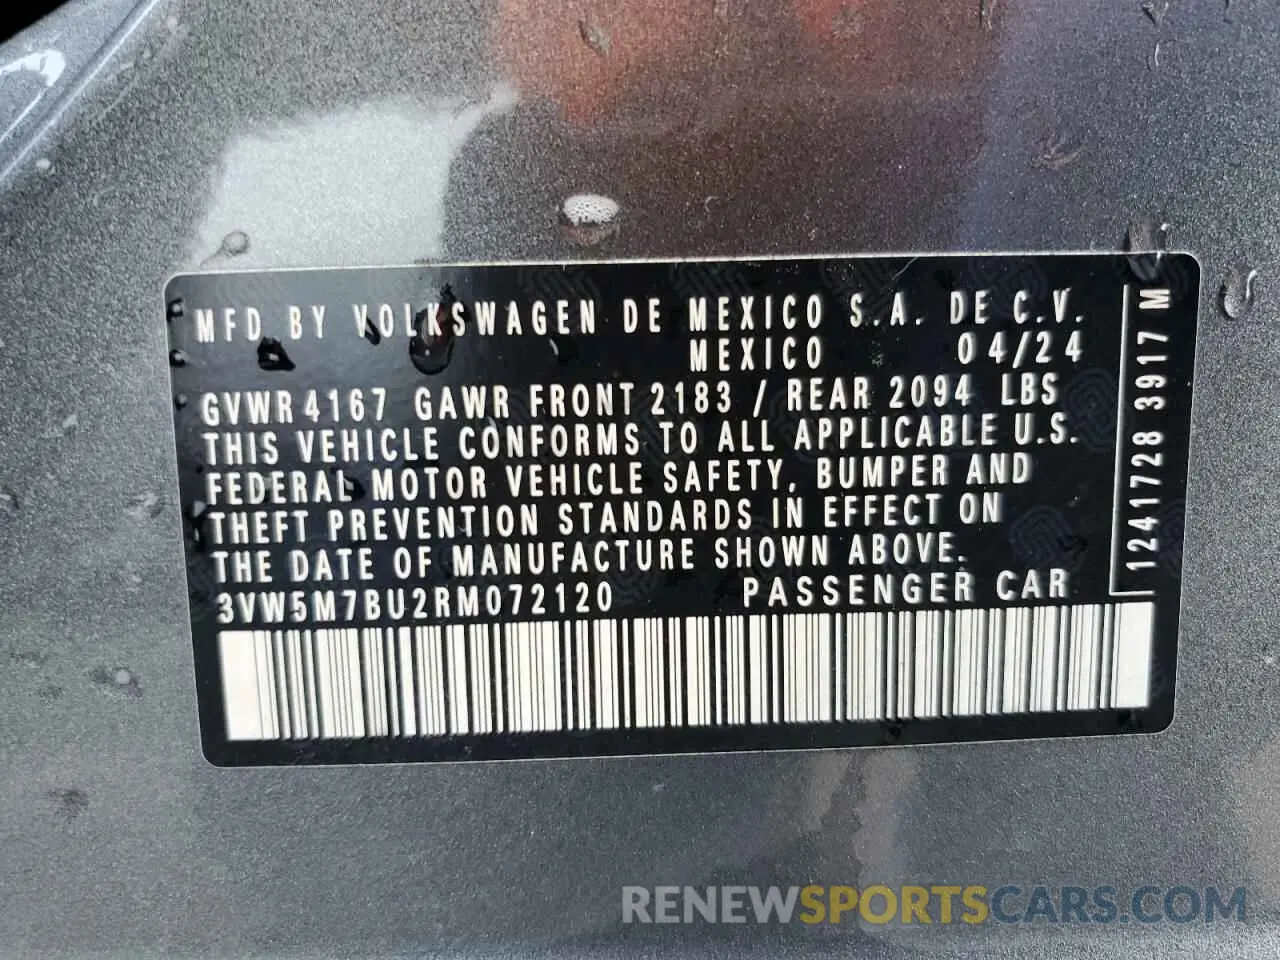 MFD BY VOLKSWAGEN DE MEXICO S.A. DE C.V.
MEXICO 04/24
GVWR 4167 GAWR FRONT 2183 / REAR 2094 LBS
THIS VEHICLE CONFORMS TO ALL APPLICABLE U.S.
FEDERAL MOTOR VEHICLE SAFETY, BUMPER AND
THEFT PREVENTION STANDARDS IN EFFECT ON
THE DATE OF MANUFACTURE SHOWN ABOVE.
3VW5M7BU2RM072120 PASSENGER CAR
1241728 3917 M
RENEWSPORTSCARS.COM